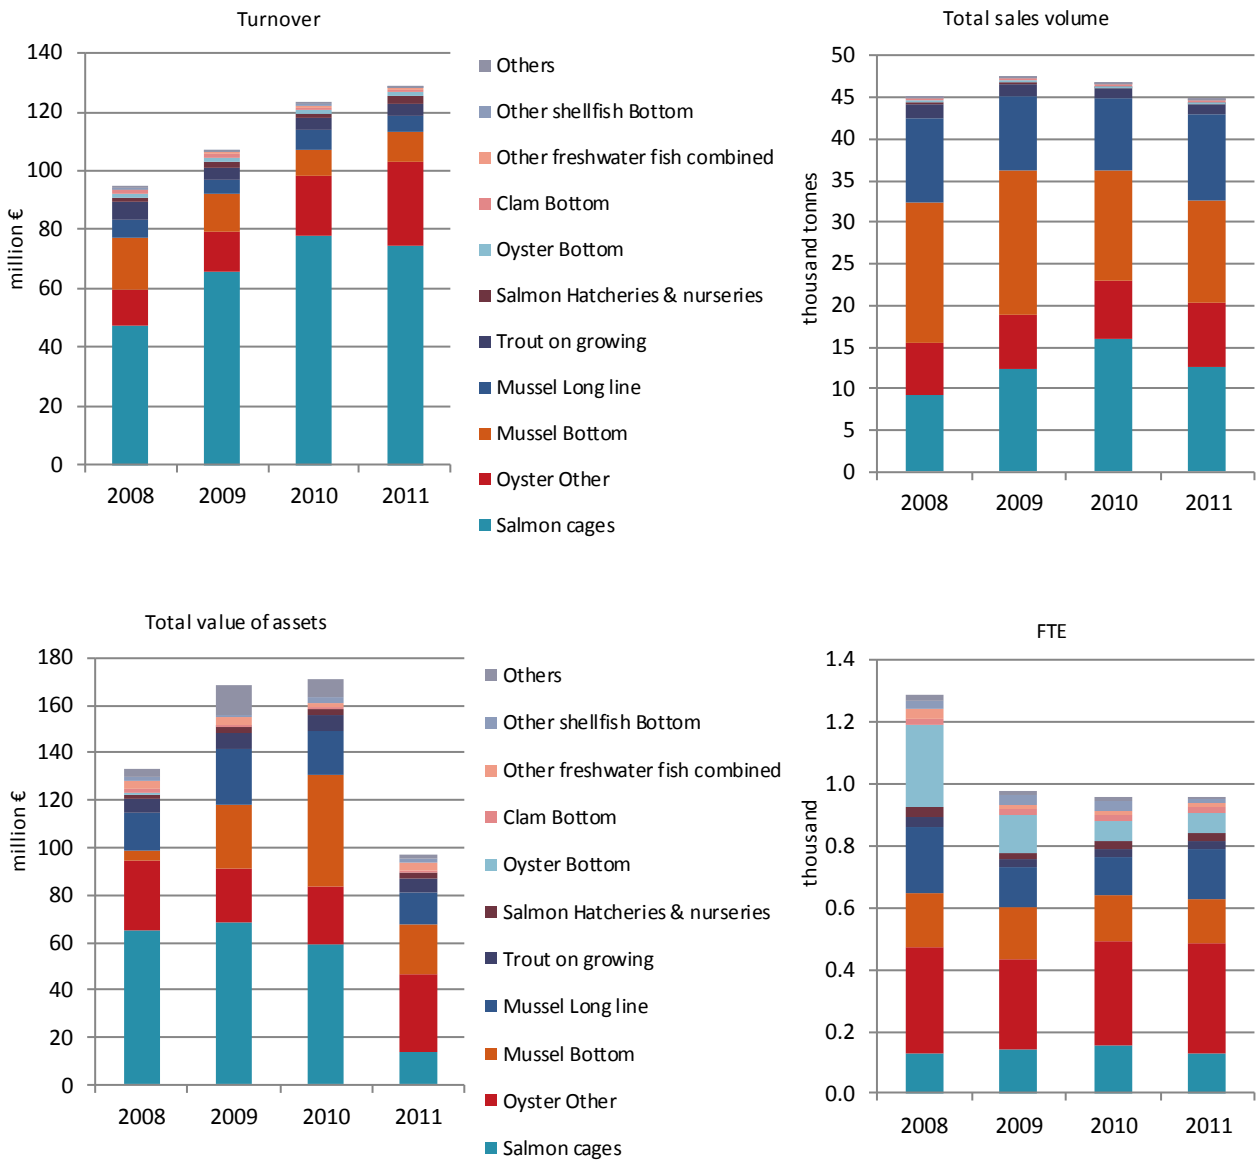 Turnover
million €
140
120
100
80
60
40
20
0
2008
2009
2010
2011
Others
Other shellfish Bottom
Other freshwater fish combined
Clam Bottom
Oyster Bottom
Salmon Hatcheries & nurseries
Trout on growing
Mussel Long line
Mussel Bottom
Oyster Other
Salmon cages
Total sales volume
thousand tonnes
50
45
40
35
30
25
20
15
10
5
0
2008
2009
2010
2011
Total value of assets
million €
180
160
140
120
100
80
60
40
20
0
2008
2009
2010
2011
Others
Other shellfish Bottom
Other freshwater fish combined
Clam Bottom
Oyster Bottom
Salmon Hatcheries & nurseries
Trout on growing
Mussel Long line
Mussel Bottom
Oyster Other
Salmon cages
FTE
thousand
1.4
1.2
1.0
0.8
0.6
0.4
0.2
0.0
2008
2009
2010
2011